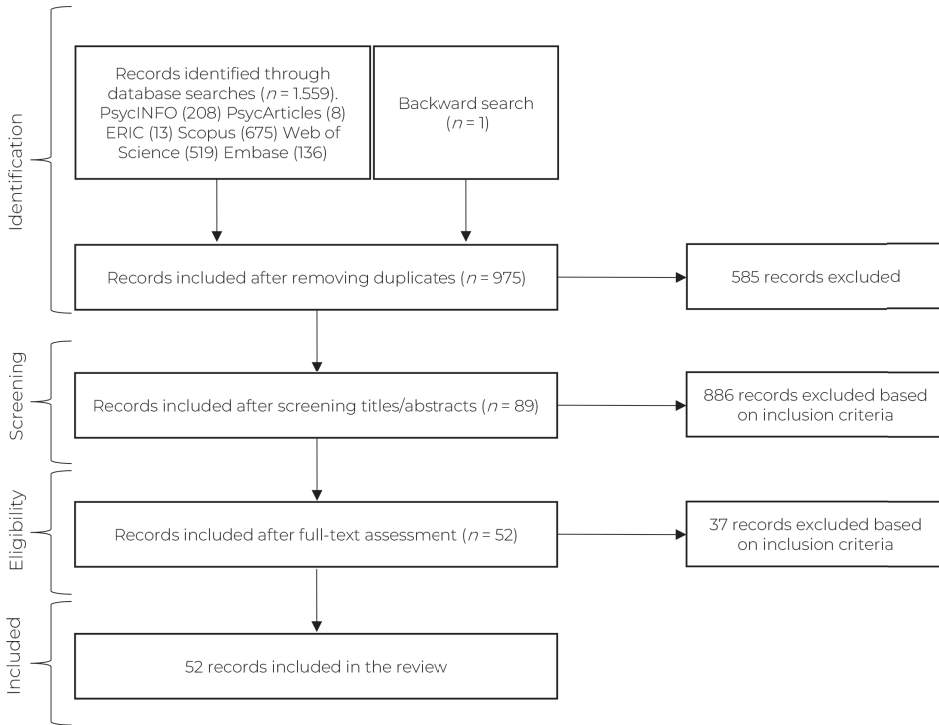 Identification
Records identified through
database searches (n = 1.559).
PsycINFO (208) PsycArticles (8)
ERIC (13) Scopus (675) Web of
Science (519) Embase (136)
Backward search
(n = 1)
Records included after removing duplicates (n = 975)
585 records excluded
Screening
Records included after screening titles/abstracts (n = 89)
886 records excluded based
on inclusion criteria
Eligibility
Records included after full-text assessment (n = 52)
37 records excluded based
on inclusion criteria
Included
52 records included in the review